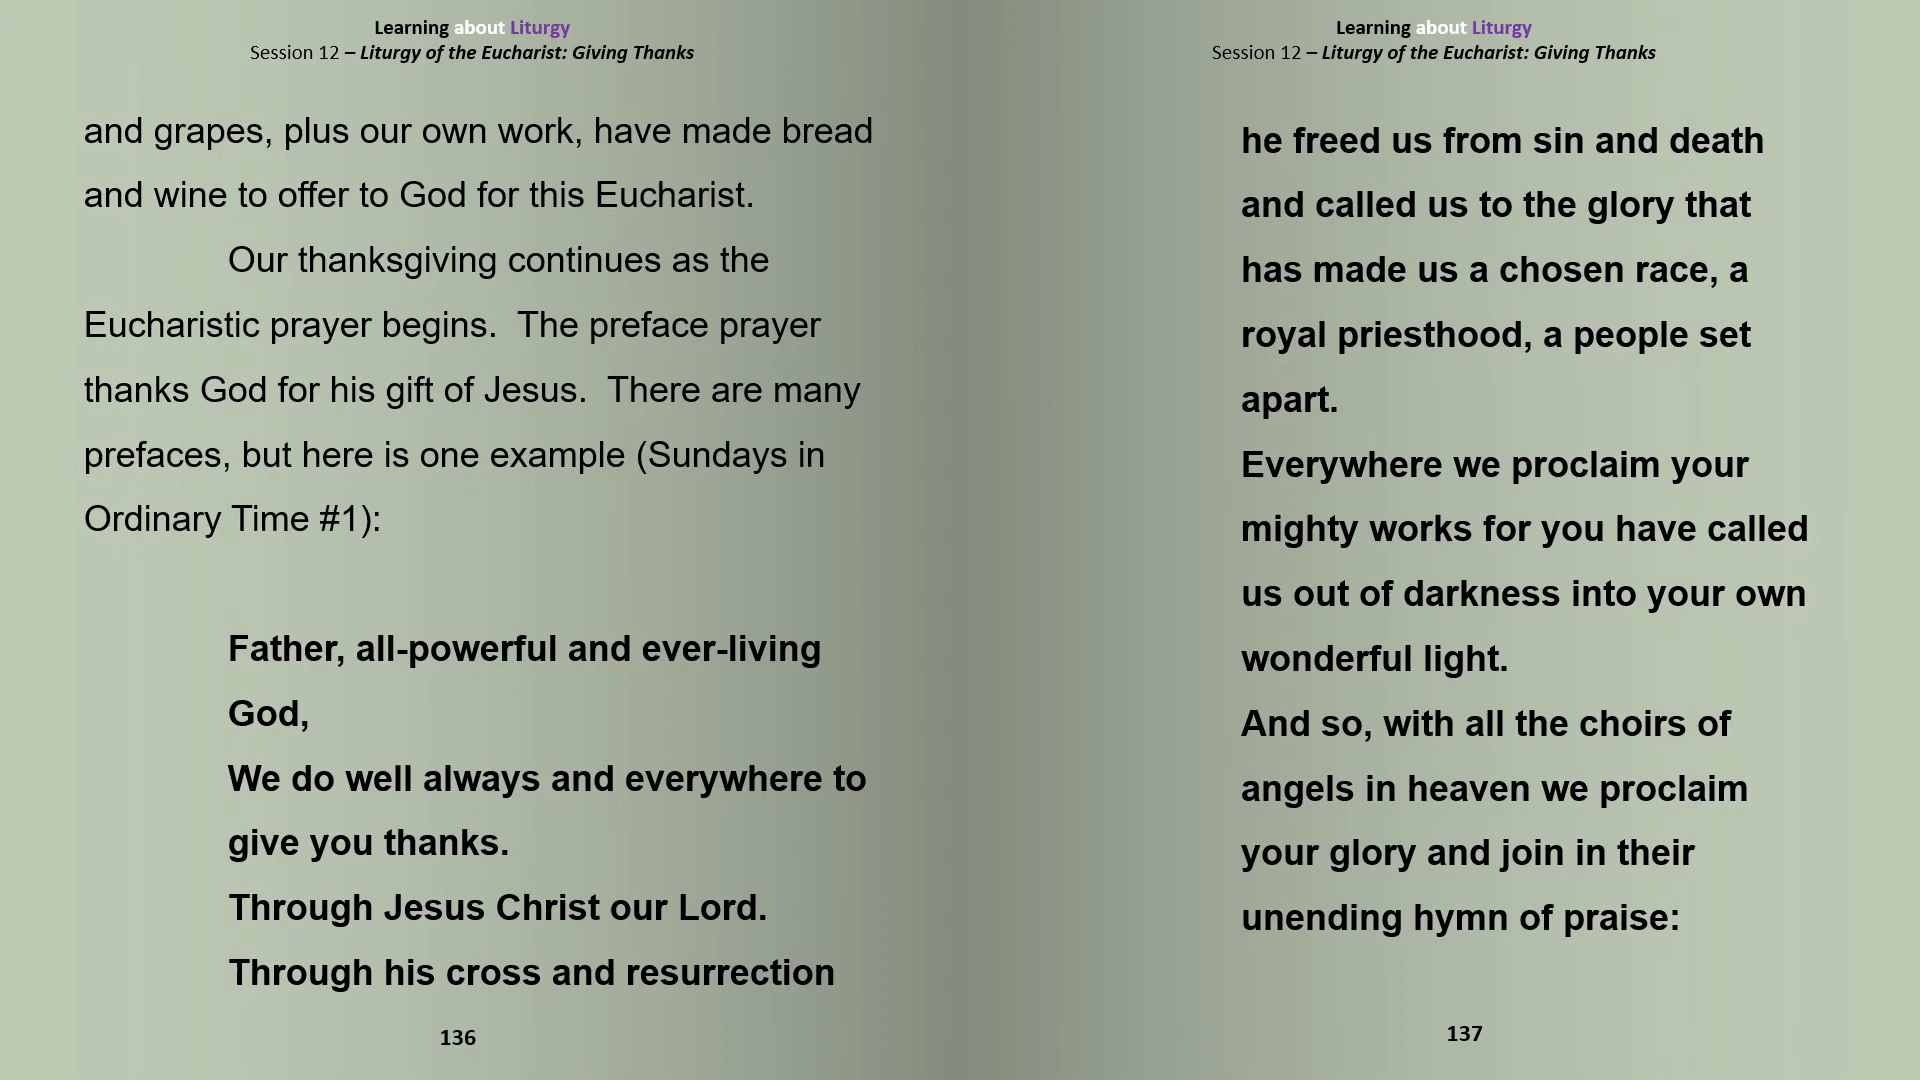 Learning about Liturgy
Session 12 – Liturgy of the Eucharist: Giving Thanks
and grapes, plus our own work, have made bread
and wine to offer to God for this Eucharist.
Our thanksgiving continues as the
Eucharistic prayer begins.  The preface prayer
thanks God for his gift of Jesus.  There are many
prefaces, but here is one example (Sundays in
Ordinary Time #1):
Father, all-powerful and ever-living
God,
We do well always and everywhere to
give you thanks.
Through Jesus Christ our Lord.
Through his cross and resurrection
136
Learning about Liturgy
Session 12 – Liturgy of the Eucharist: Giving Thanks
he freed us from sin and death
and called us to the glory that
has made us a chosen race, a
royal priesthood, a people set
apart.
Everywhere we proclaim your
mighty works for you have called
us out of darkness into your own
wonderful light.
And so, with all the choirs of
angels in heaven we proclaim
your glory and join in their
unending hymn of praise:
137